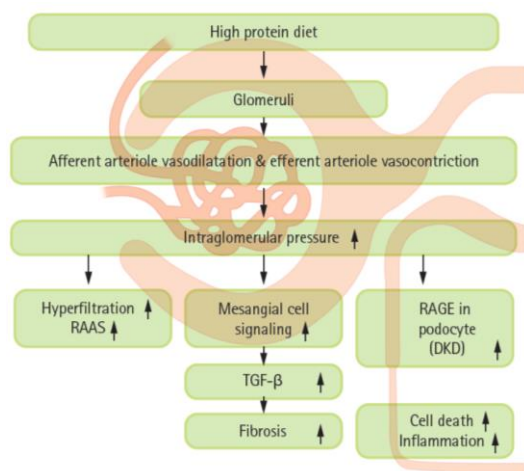 High protein diet
Glomeruli
Afferent arteriole vasodilatation & efferent arteriole vasocontriction
Intraglomerular pressure
Hyperfiltration
RAAS
Mesangial cell
signaling
TGF-β
Fibrosis
RAGE in
podocyte
(DKD)
Cell death
Inflammation